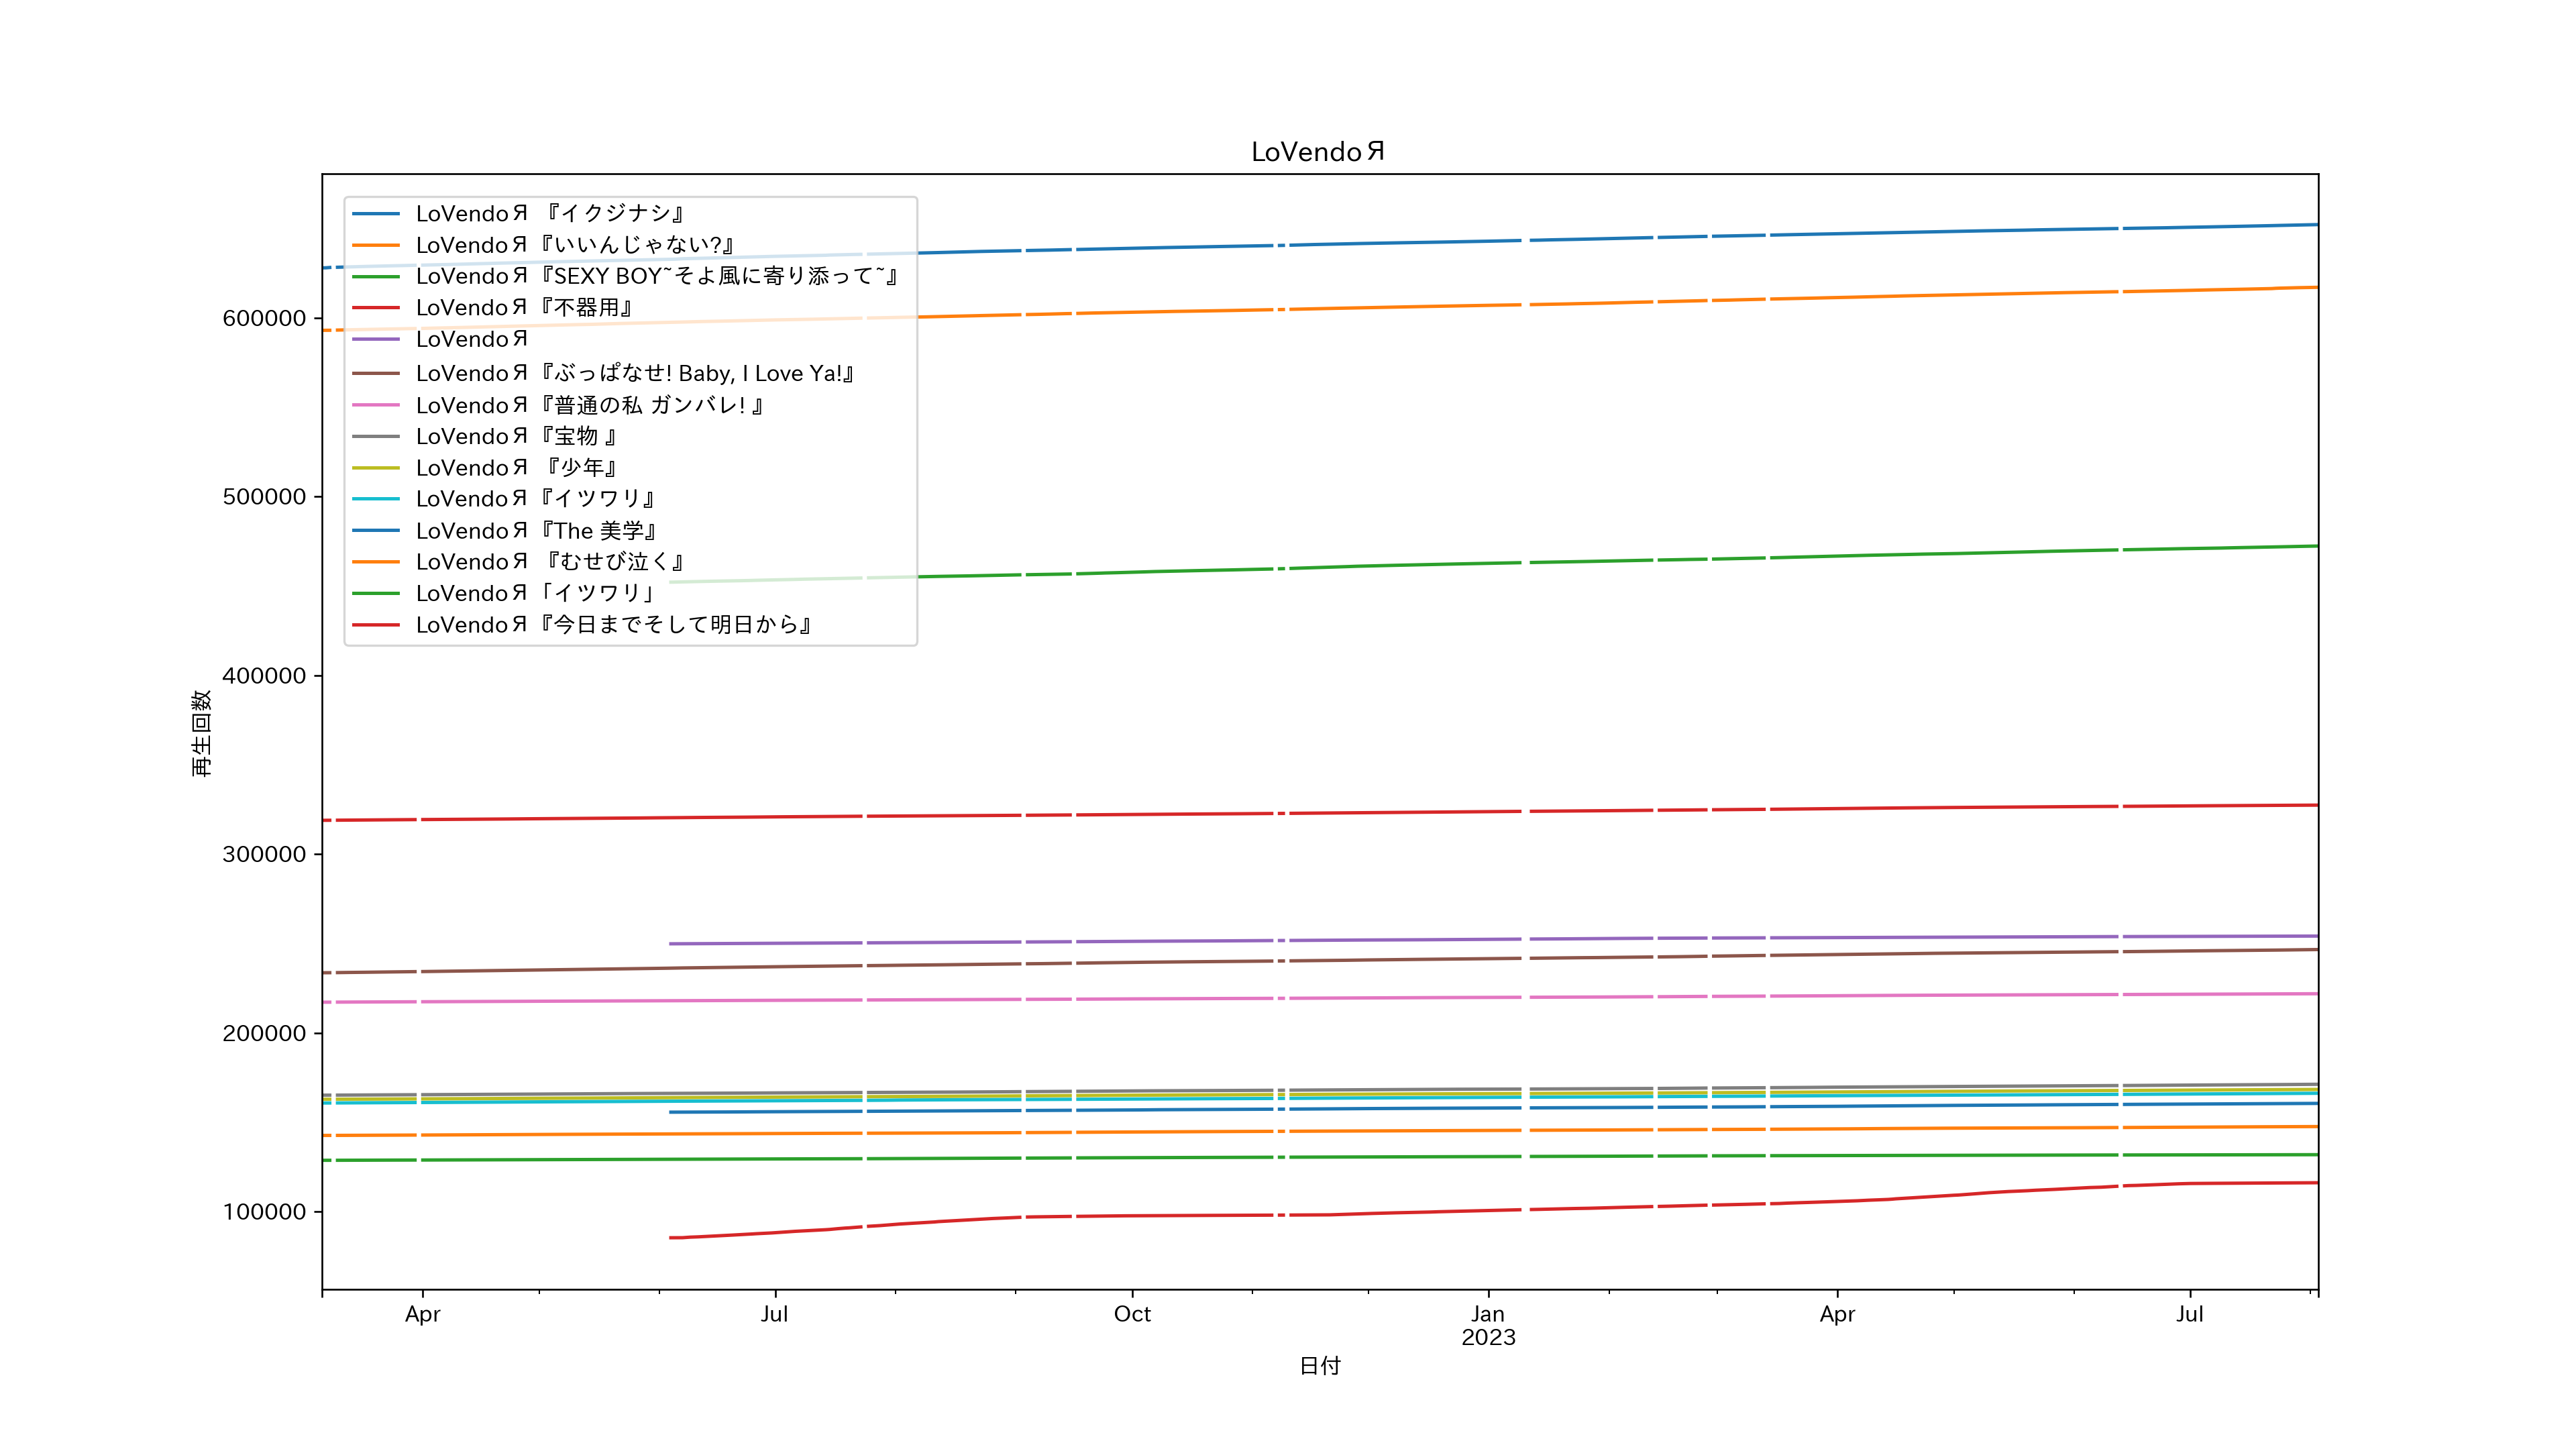 LoVendoЯ
LoVendoЯ 『イクジナシ』
LoVendoЯ『いいんじゃない?』
LoVendoЯ『SEXY BOY~そよ風に寄り添って~』
LoVendoЯ『不器用』
LoVendoЯ
LoVendoЯ『ぶっぱなせ! Baby, I Love Ya!』
LoVendoЯ『普通の私 ガンバレ! 』
LoVendoЯ『宝物 』
LoVendoЯ 『少年』
LoVendoЯ『イツワリ』
LoVendoЯ『The 美学』
LoVendoЯ 『むせび泣く』
LoVendoЯ「イツワリ」
LoVendoЯ『今日までそして明日から』
600000
500000
400000
300000
200000
100000
再生回数
Apr Jul Oct Jan Apr Jul
2023
日付